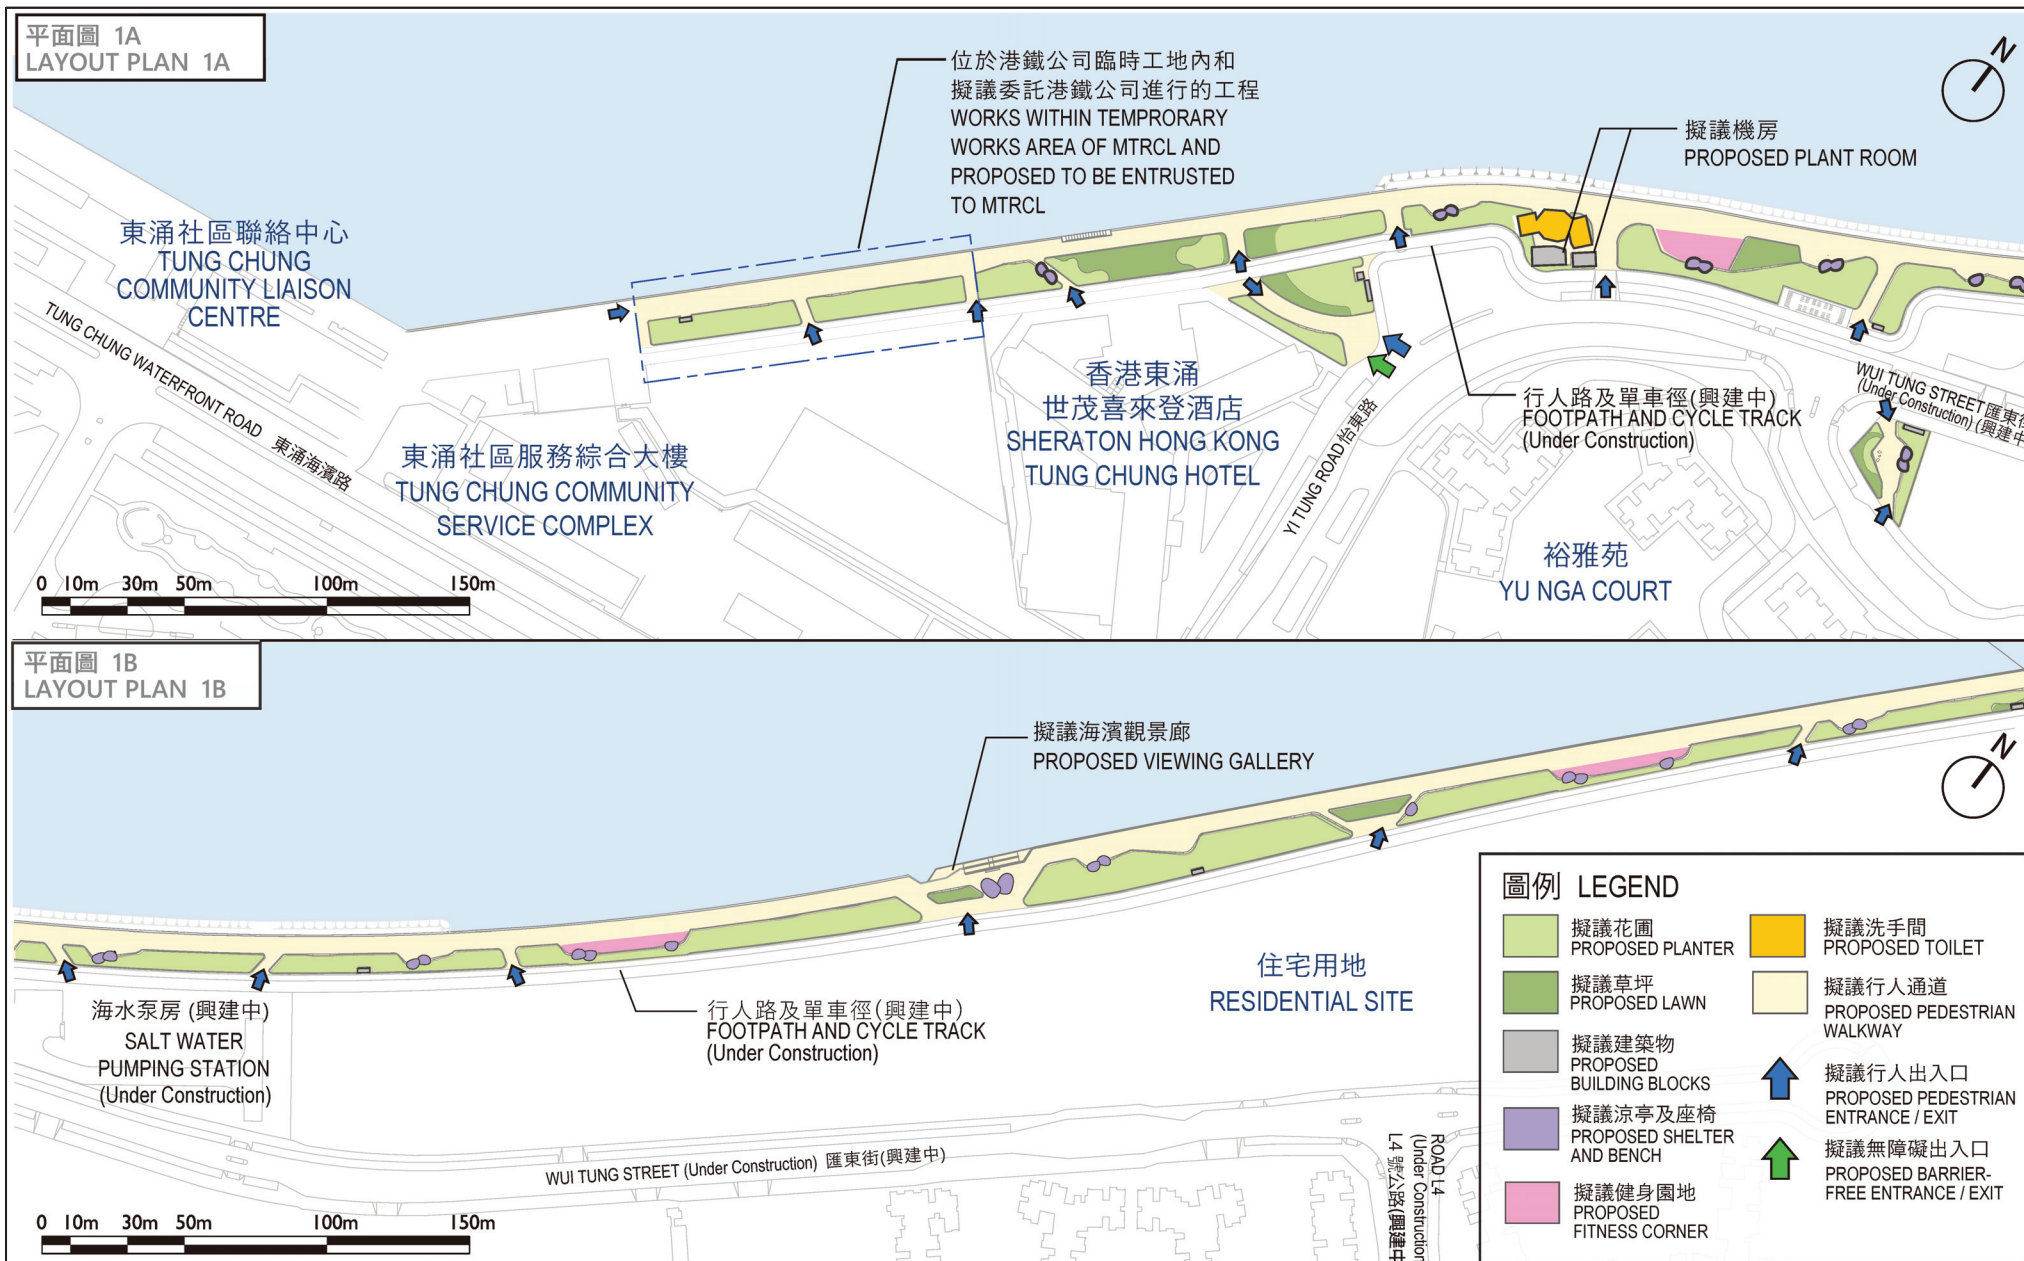 平面圖 1A
LAYOUT PLAN 1A
位於港鐵公司臨時工地內和
擬議委託港鐵公司進行的工程
WORKS WITHIN TEMPRORARY
WORKS AREA OF MTRCL AND
PROPOSED TO BE ENTRUSTED
TO MTRCL
N
擬議機房
PROPOSED PLANT ROOM
東涌社區聯絡中心
TUNG CHUNG
COMMUNITY LIAISON
CENTRE
TUNG CHUNG WATERFRONT ROAD 東涌海濱路
東涌社區服務綜合大樓
TUNG CHUNG COMMUNITY
SERVICE COMPLEX
香港東涌
世茂喜來登酒店
SHERATON HONG KONG
TUNG CHUNG HOTEL
YI TUNG ROAD 怡東路
行人路及單車徑(興建中)
FOOTPATH AND CYCLE TRACK
(Under Construction)
WUI TUNG STREET 匯東街
(Under Construction) (興建中
裕雅苑
YU NGA COURT
0 10m 30m 50m 100m 150m
平面圖 1B
LAYOUT PLAN 1B
擬議海濱觀景廊
PROPOSED VIEWING GALLERY
N
海水泵房 (興建中)
SALT WATER
PUMPING STATION
(Under Construction)
行人路及單車徑(興建中)
FOOTPATH AND CYCLE TRACK
(Under Construction)
住宅用地
RESIDENTIAL SITE
WUI TUNG STREET (Under Construction) 匯東街(興建中)
ROAD L4
(Under Construction
L4 號公路(興建中
0 10m 30m 50m 100m 150m
圖例 LEGEND
擬議花圃
PROPOSED PLANTER
擬議草坪
PROPOSED LAWN
擬議建築物
PROPOSED
BUILDING BLOCKS
擬議涼亭及座椅
PROPOSED SHELTER
AND BENCH
擬議健身園地
PROPOSED
FITNESS CORNER
擬議洗手間
PROPOSED TOILET
擬議行人通道
PROPOSED PEDESTRIAN
WALKWAY
擬議行人出入口
PROPOSED PEDESTRIAN
ENTRANCE / EXIT
擬議無障礙出入口
PROPOSED BARRIER-
FREE ENTRANCE / EXIT